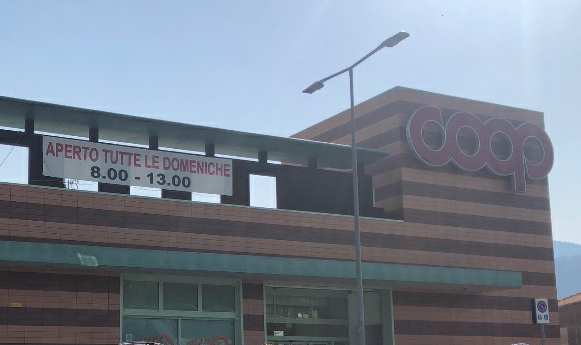 APERTO TUTTE LE DOMENICHE
8.00 - 13.00
coop